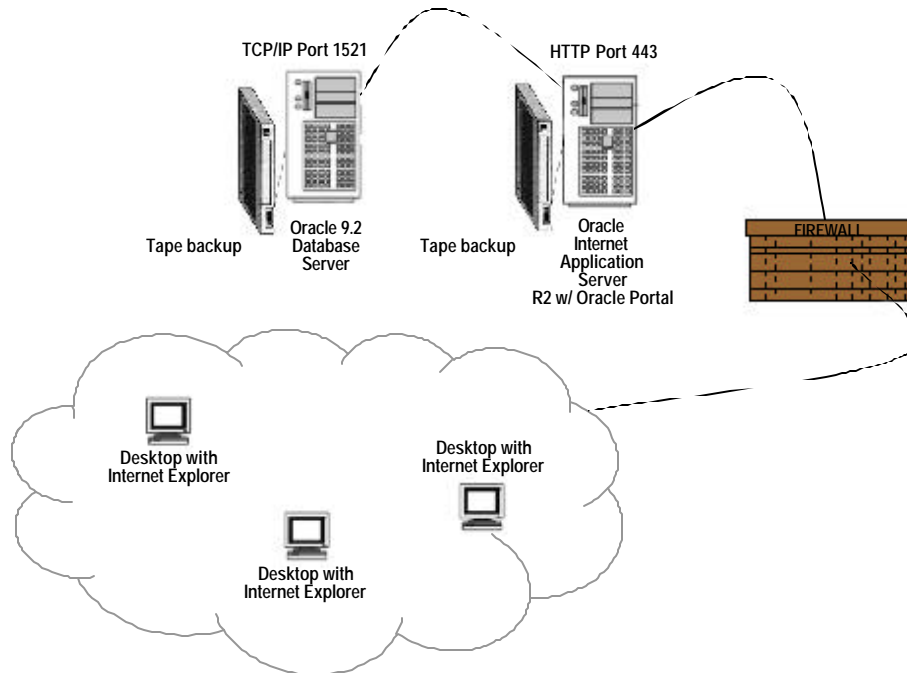 TCP/IP Port 1521
HTTP Port 443
Tape backup
Oracle 9.2
Database
Server
Tape backup
Oracle
Internet
Application
Server
R2 w/ Oracle Portal
FIREWALL
Desktop with
Internet Explorer
Desktop with
Internet Explorer
Desktop with
Internet Explorer